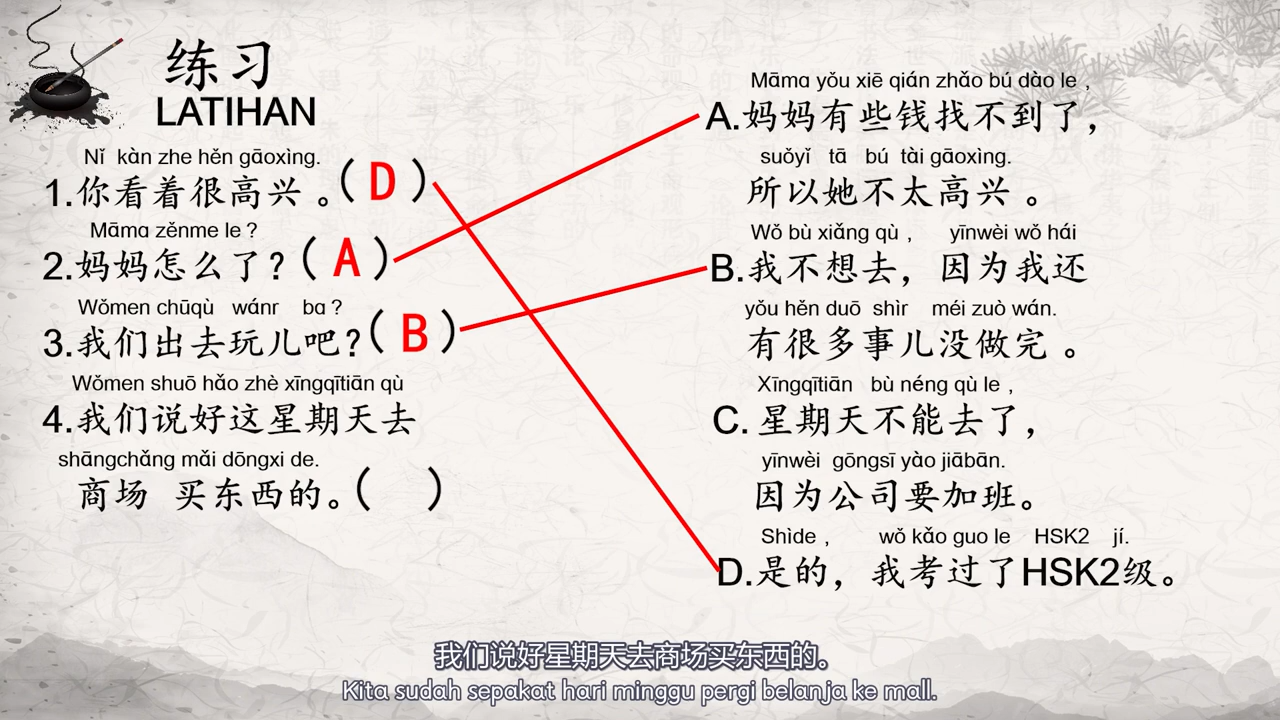 练习
LATIHAN
Nǐ kàn zhe hěn gāoxìng.
1.你看着很高兴。( D )
Māma zěnme le?
2.妈妈怎么了?( A )
Wǒmen chūqù wánr ba?
3.我们出去玩儿吧?( B )
Wǒmen shuō hǎo zhè xīngqītiān qù
4.我们说好这星期天去
shāngchǎng mǎi dōngxi de.
商场 买东西的。( )
Māma yǒu xiē qián zhǎo bú dào le,
A.妈妈有些钱找不到了,
suǒyǐ tā bú tài gāoxìng.
所以她不太高兴。
Wǒ bù xiǎng qù, yīnwèi wǒ hái
B.我不想去,因为我还
yǒu hěn duō shìr méi zuò wán.
有很多事儿没做完。
Xīngqītiān bù néng qù le,
C.星期天不能去了,
yīnwèi gōngsī yào jiābān.
因为公司要加班。
Shìde, wǒ kǎo guo le HSK2 jí.
D.是的,我考过了HSK2级。
我们说好星期天去商场买东西的。
Kita sudah sepakat hari minggu pergi belanja ke mall.